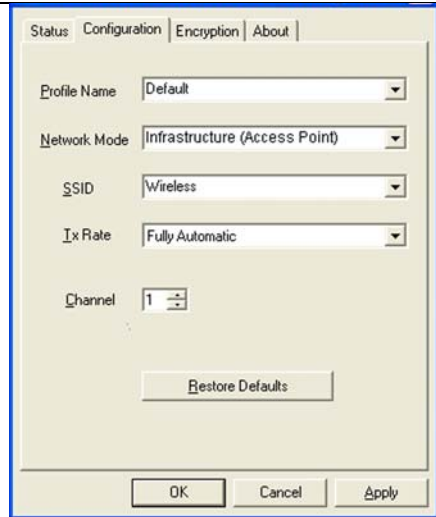 Status Configuration Encryption About
Profile Name Default
Network Mode Infrastructure (Access Point)
SSID Wireless
Tx Rate Fully Automatic
Channel 1
Restore Defaults
OK Cancel Apply